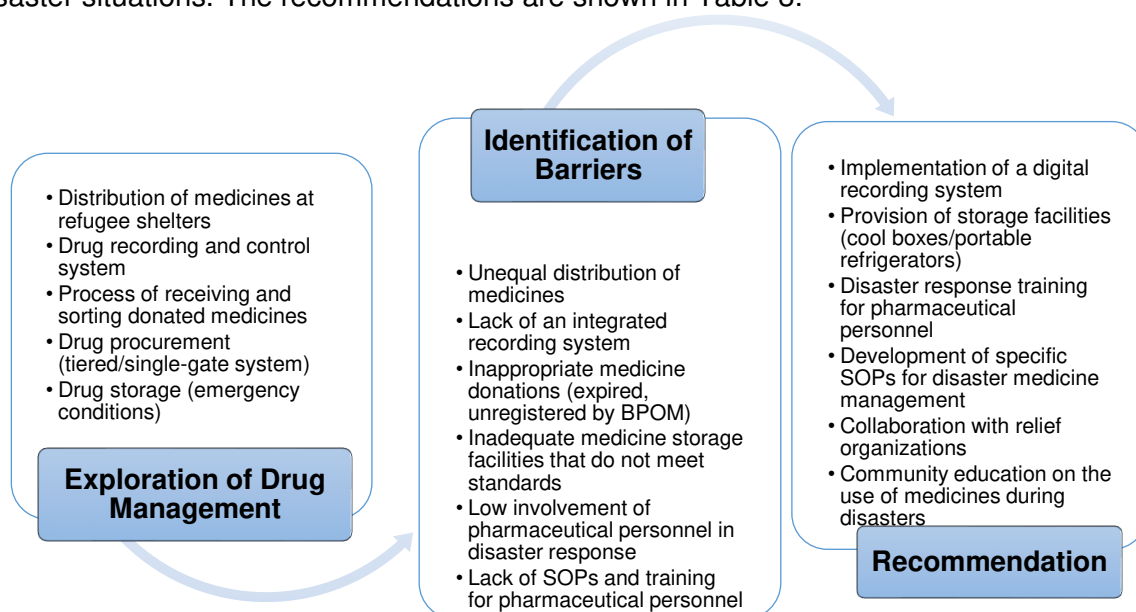 saster situations. The recommendations are shown in Table
• Distribution of medicines at
refugee shelters
• Drug recording and control
system
• Process of receiving and
sorting donated medicines
• Drug procurement
(tiered/single-gate system)
• Drug storage (emergency
conditions)
Exploration of Drug
Management
Identification of
Barriers
• Unequal distribution of
medicines
• Lack of an integrated
recording system
• Inappropriate medicine
donations (expired,
unregistered by BPOM)
• Inadequate medicine storage
facilities that do not meet
standards
• Low involvement of
pharmaceutical personnel in
disaster response
• Lack of SOPs and training
for pharmaceutical personnel
• Implementation of a digital
recording system
• Provision of storage facilities
(cool boxes/portable
refrigerators)
• Disaster response training
for pharmaceutical
personnel
• Development of specific
SOPs for disaster medicine
management
• Collaboration with relief
organizations
• Community education on the
use of medicines during
disasters
Recommendation